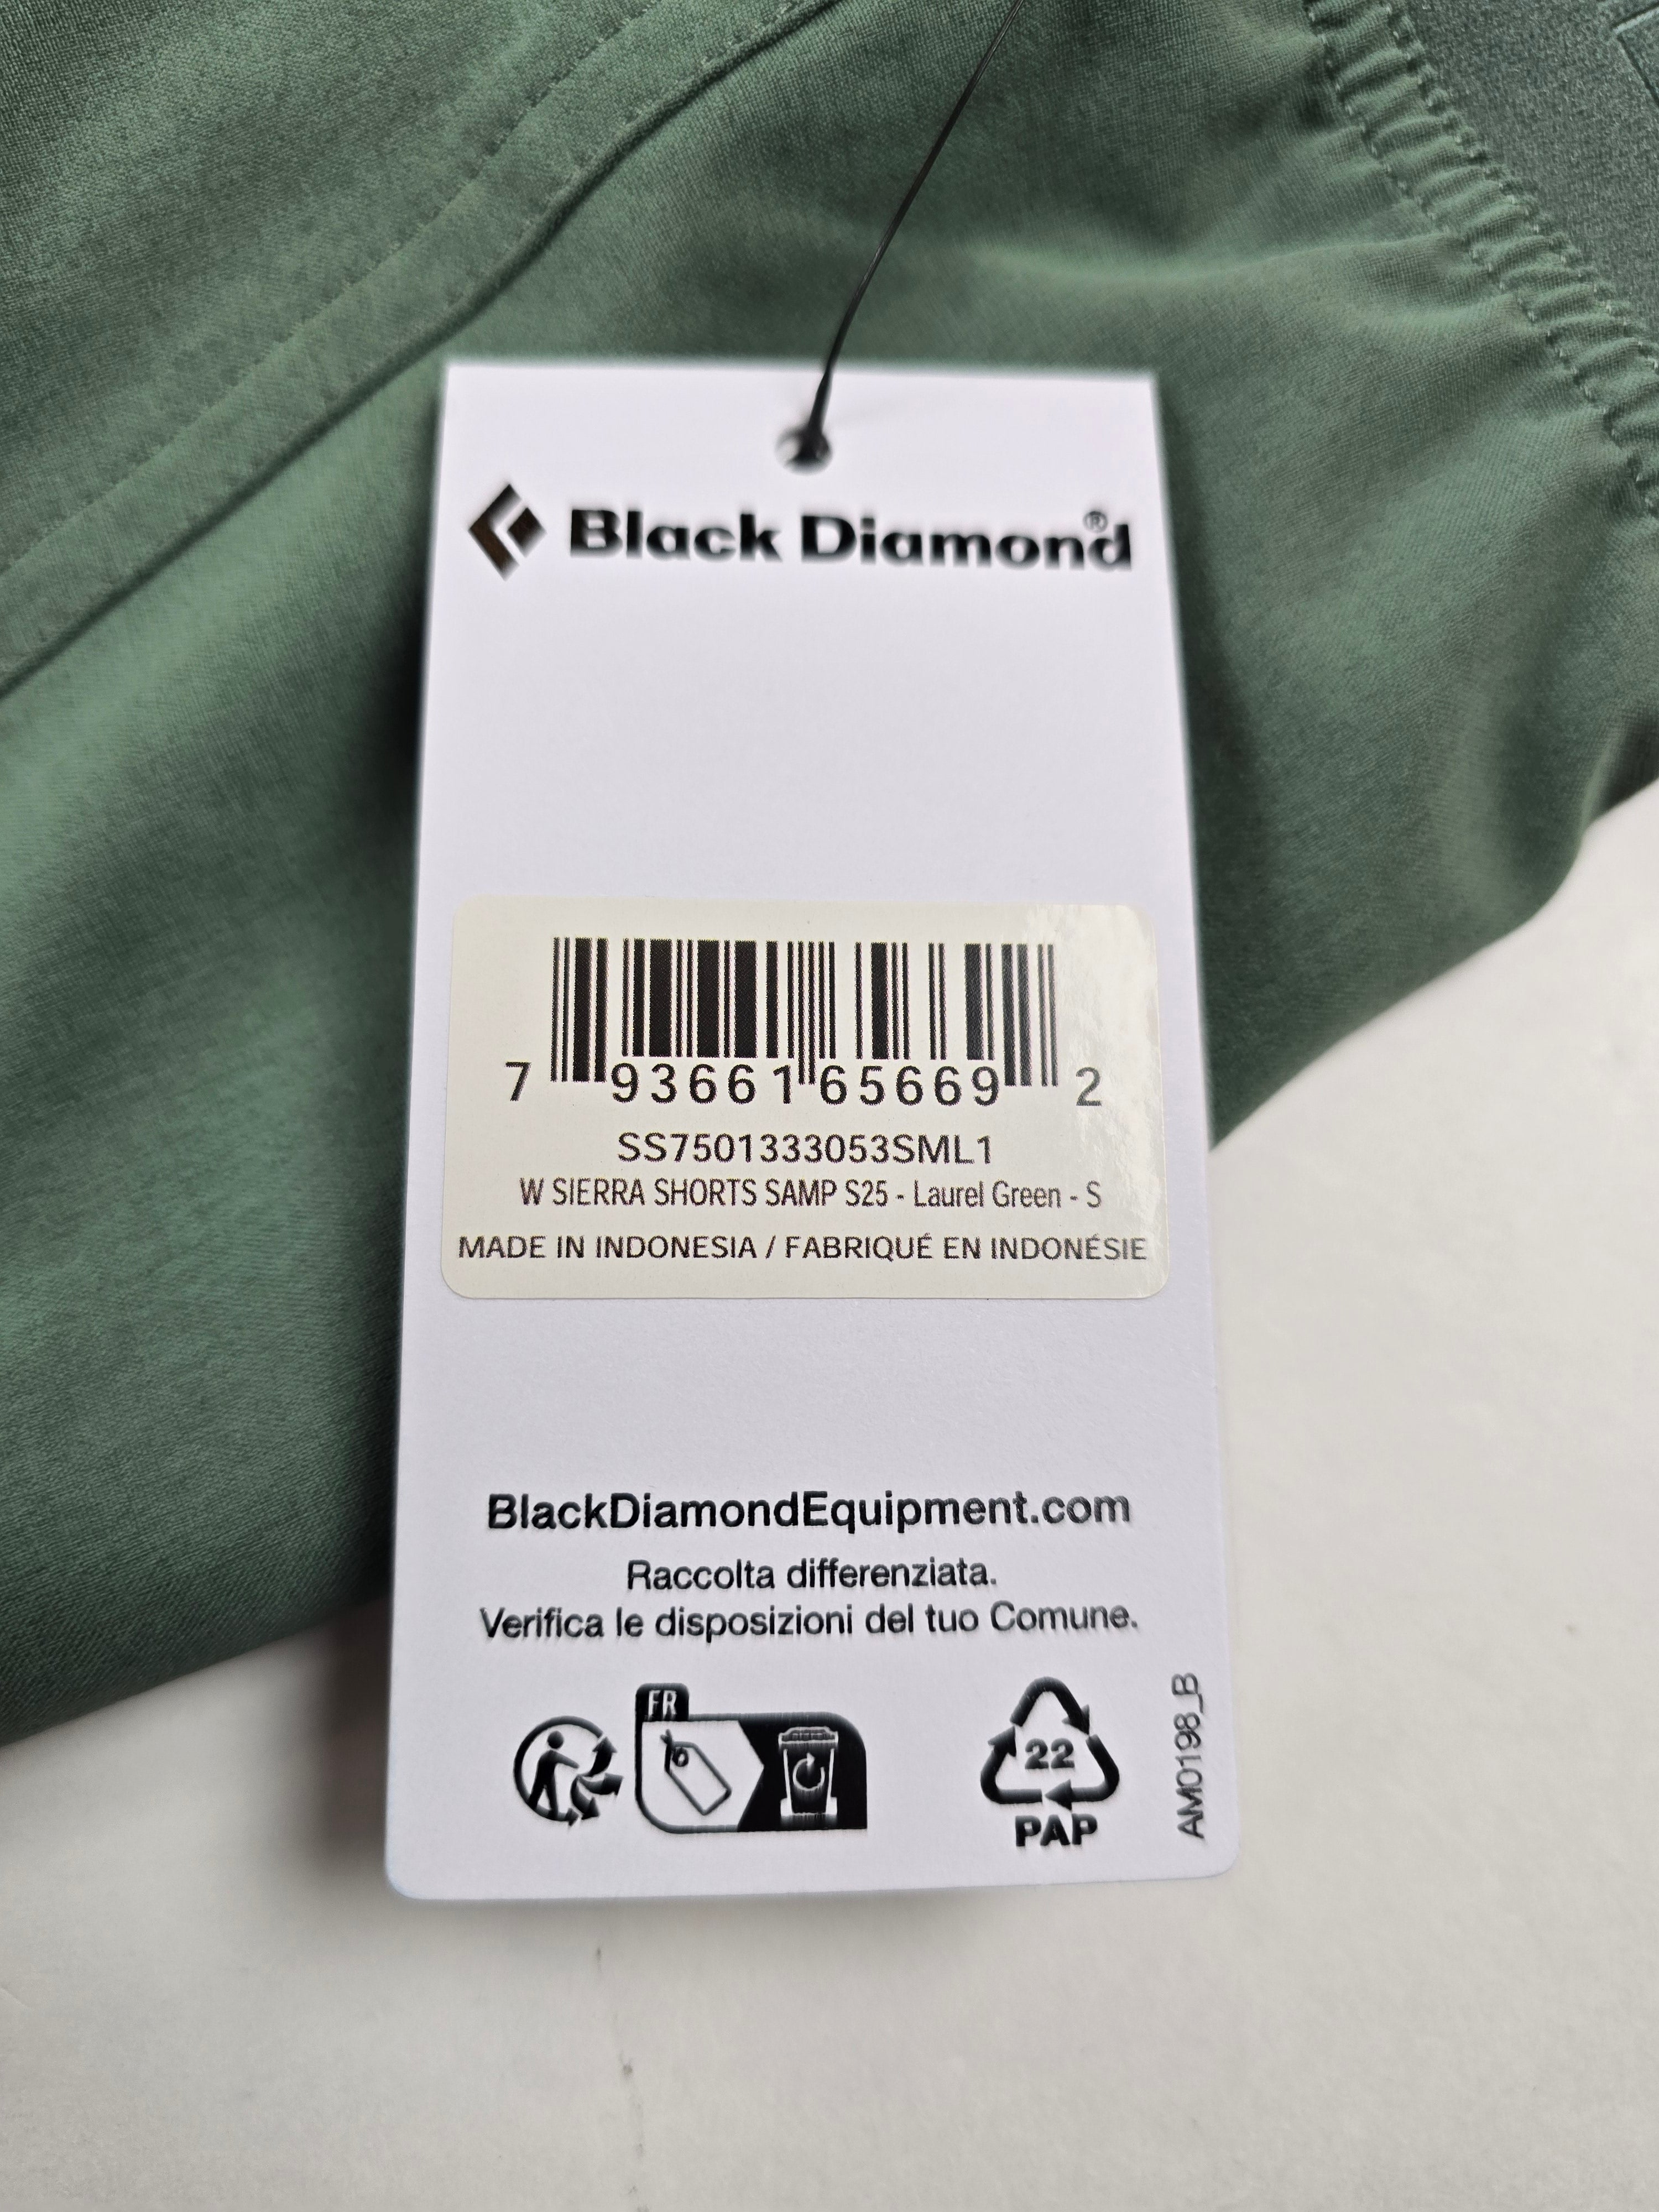 Black Diamond®
7 93661 65669 2
SS7501333053SML1
W SIERRA SHORTS SAMP S25 - Laurel Green - S
MADE IN INDONESIA / FABRIQUÉ EN INDONÉSIE
BlackDiamondEquipment.com
Raccolta differenziata.
Verifica le disposizioni del tuo Comune.
FR
22
PAP
AM0198_B